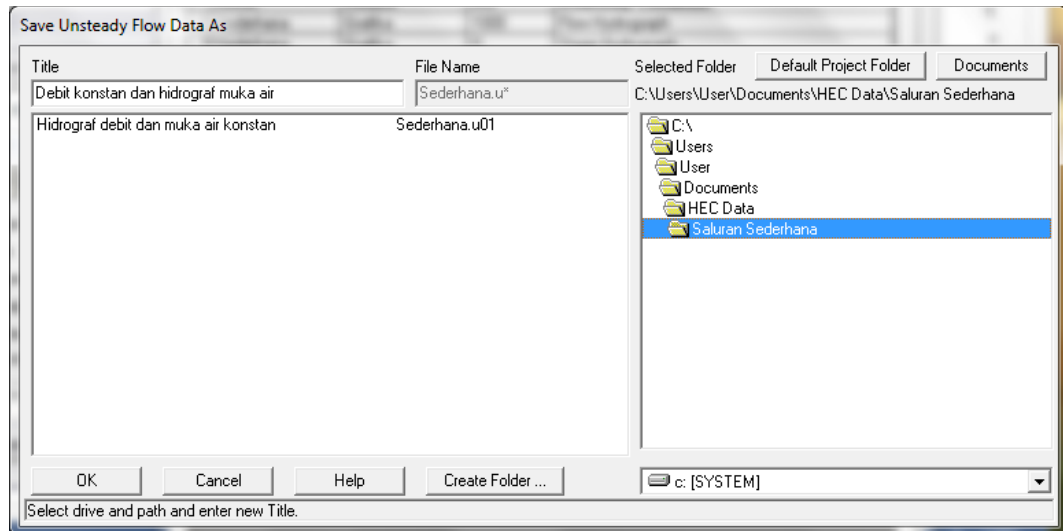 Save Unsteady Flow Data As
Title File Name Selected Folder Default Project Folder Documents
Debit konstan dan hidrograf muka air Sederhana.u* C:\Users\User\Documents\HEC Data\Saluran Sederhana
Hidrograf debit dan muka air konstan Sederhana.u01
C:\
Users
User
Documents
HEC Data
Saluran Sederhana
OK Cancel Help Create Folder ... c: [SYSTEM]
Select drive and path and enter new Title.